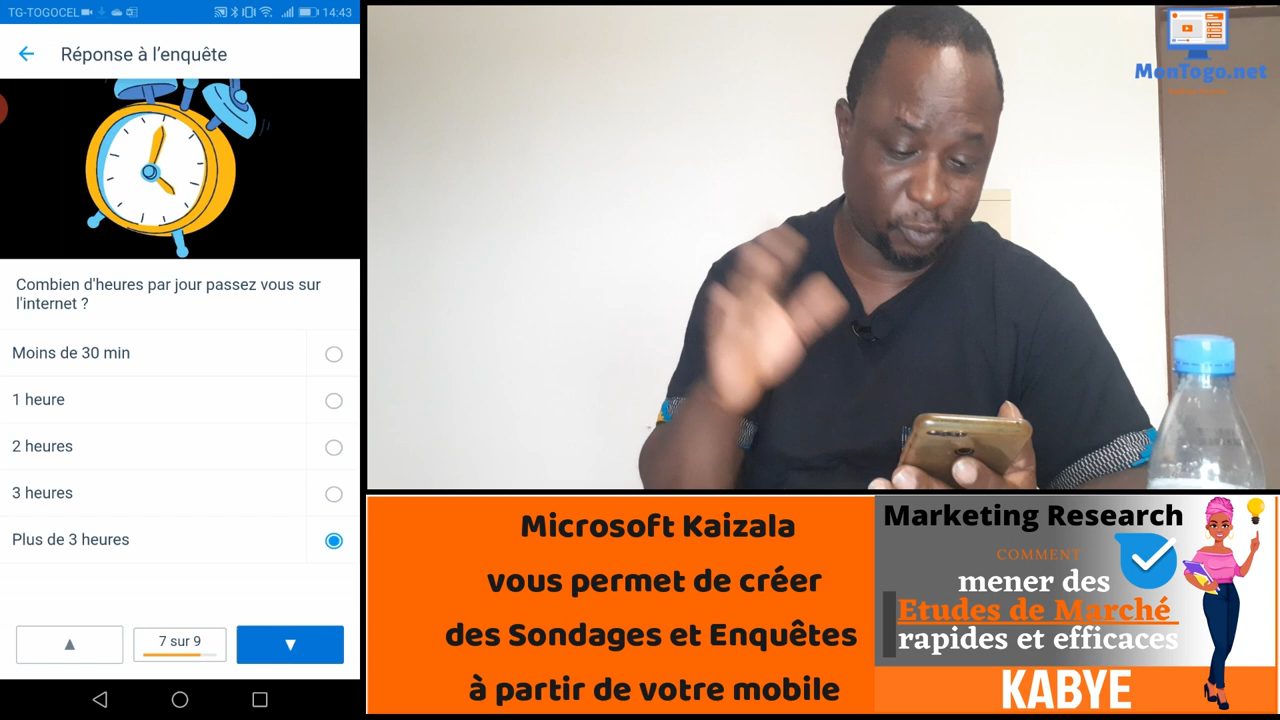 TG-TOGOCEL
14:43
Réponse à l’enquête
Combien d'heures par jour passez vous sur
l'internet ?
Moins de 30 min
1 heure
2 heures
3 heures
Plus de 3 heures
7 sur 9
MonTogo.net
Microsoft Kaizala
vous permet de créer
des Sondages et Enquêtes
à partir de votre mobile
Marketing Research
COMMENT
mener des
Etudes de Marché
rapides et efficaces
KABYE